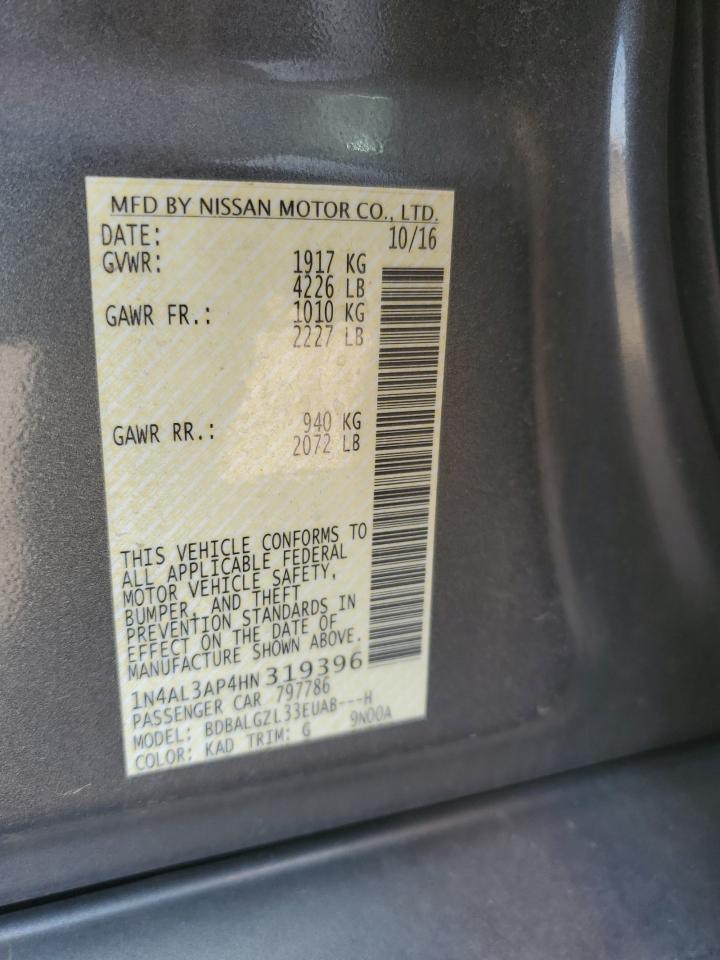 MFD BY NISSAN MOTOR CO., LTD.
DATE: 10/16
GVWR: 1917 KG
4226 LB
GAWR FR.: 1010 KG
2227 LB
GAWR RR.: 940 KG
2072 LB
THIS VEHICLE CONFORMS TO
ALL APPLICABLE FEDERAL
MOTOR VEHICLE SAFETY,
BUMPER, AND THEFT
PREVENTION STANDARDS IN
EFFECT ON THE DATE OF
MANUFACTURE SHOWN ABOVE.
1N4AL3AP4HN 319396
PASSENGER CAR 797786
MODEL: BDBALGZL33EUAB---H
COLOR: KAD TRIM: G 9N00A